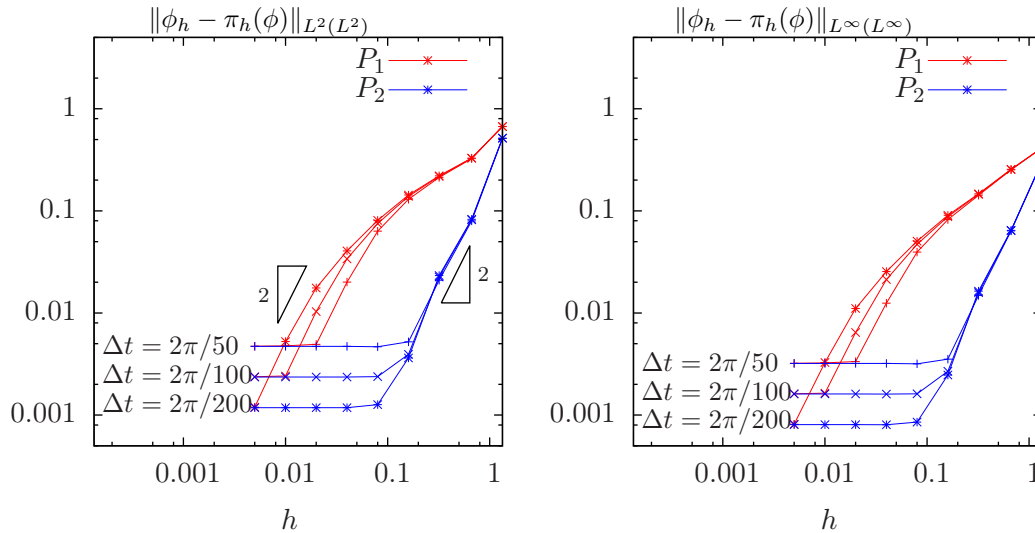 ‖ϕ_h − π_h(ϕ)‖_{L²(L²)}
P₁
P₂
1
0.1
0.01
0.001
2
2
Δt = 2π/50
Δt = 2π/100
Δt = 2π/200
0.001 0.01 0.1 1
h
‖ϕ_h − π_h(ϕ)‖_{L^∞(L^∞)}
P₁
P₂
1
0.1
0.01
0.001
Δt = 2π/50
Δt = 2π/100
Δt = 2π/200
0.001 0.01 0.1 1
h